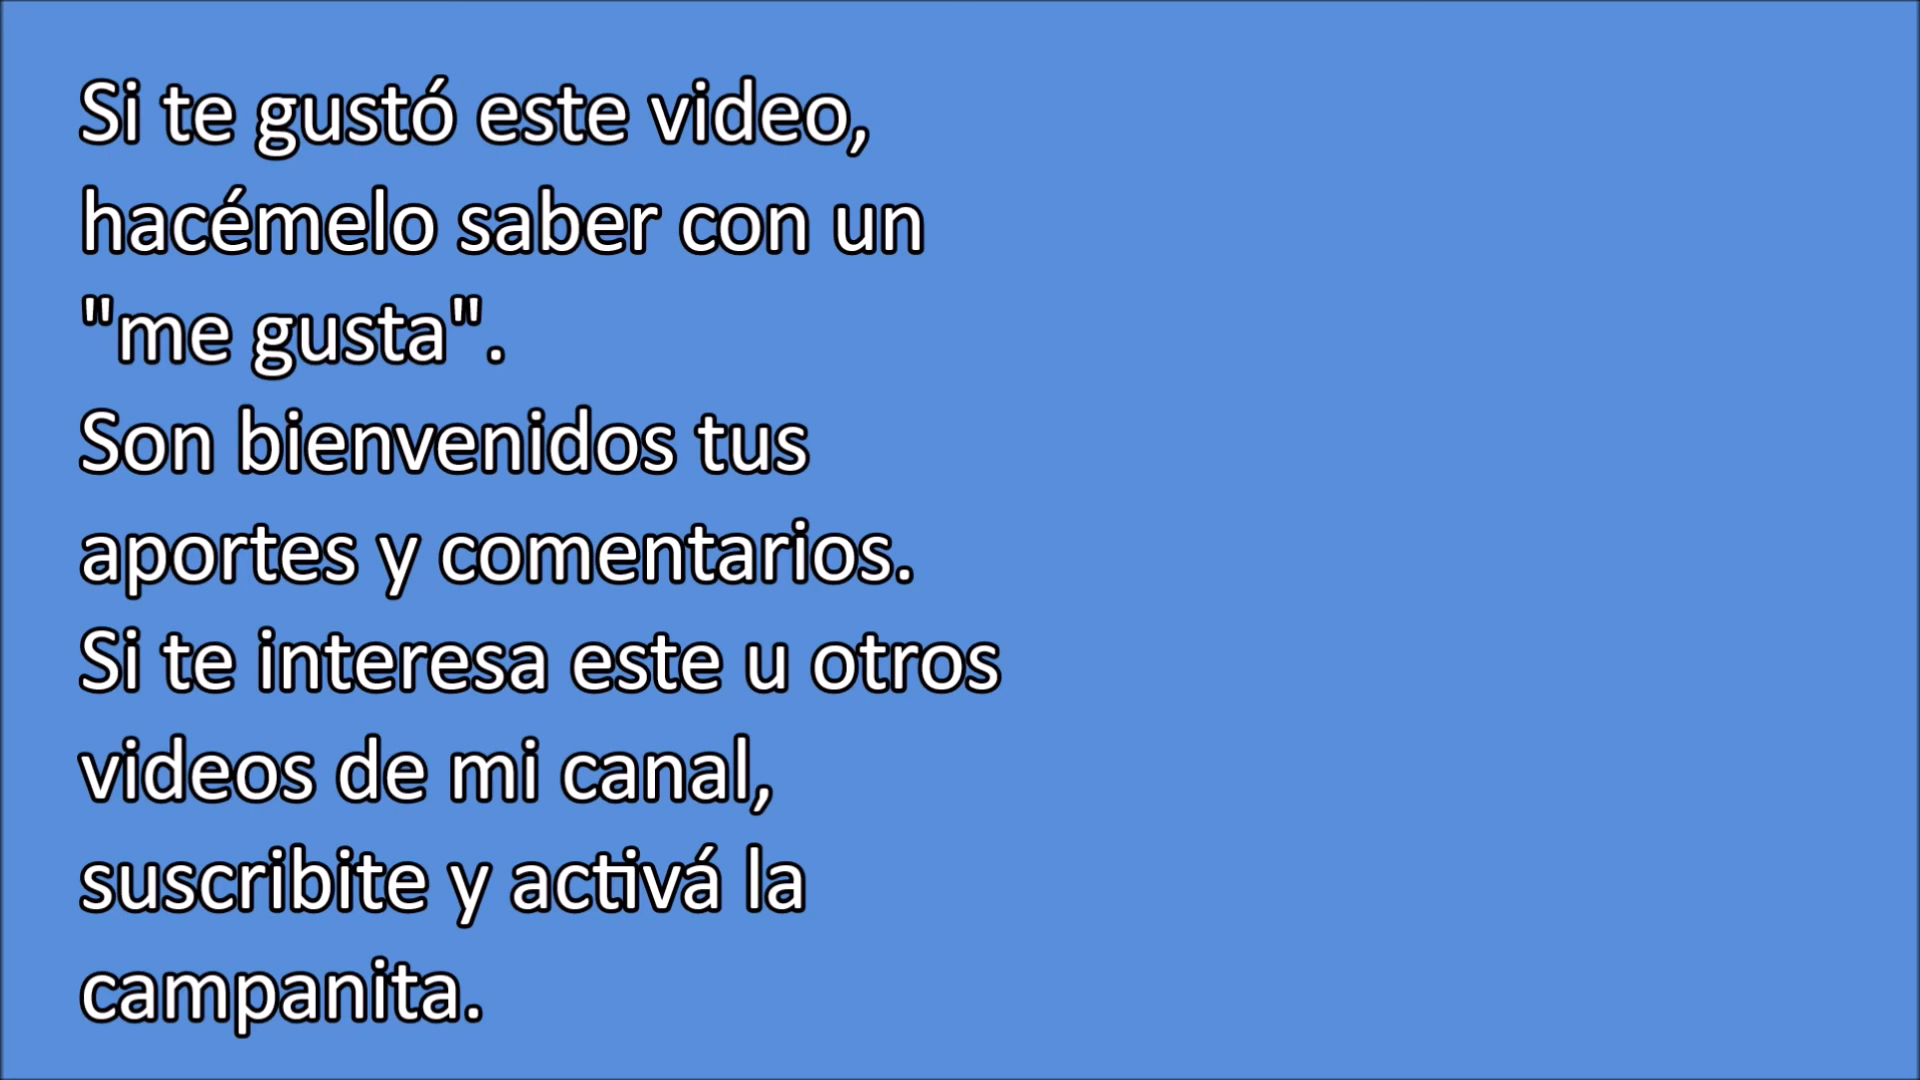 Si te gustó este video,
hacémelo saber con un
"me gusta".
Son bienvenidos tus
aportes y comentarios.
Si te interesa este u otros
videos de mi canal,
suscribite y activá la
campanita.